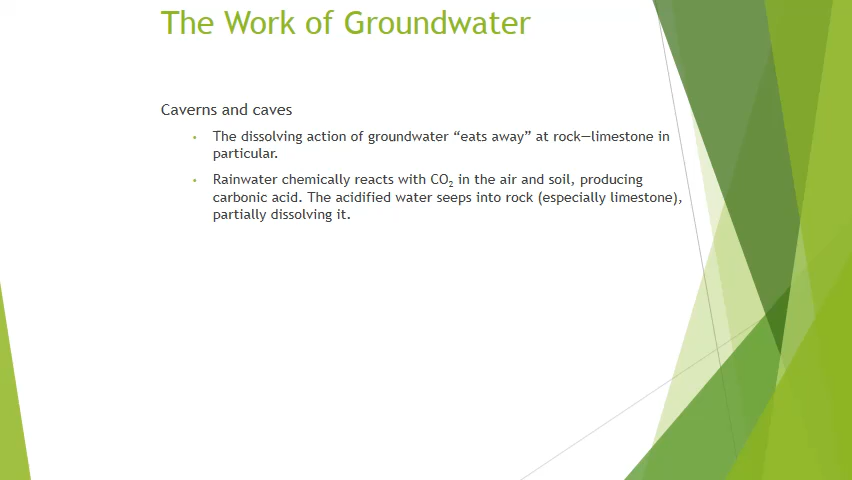 The Work of Groundwater
Caverns and caves
• The dissolving action of groundwater “eats away” at rock—limestone in
particular.
• Rainwater chemically reacts with CO₂ in the air and soil, producing
carbonic acid. The acidified water seeps into rock (especially limestone),
partially dissolving it.